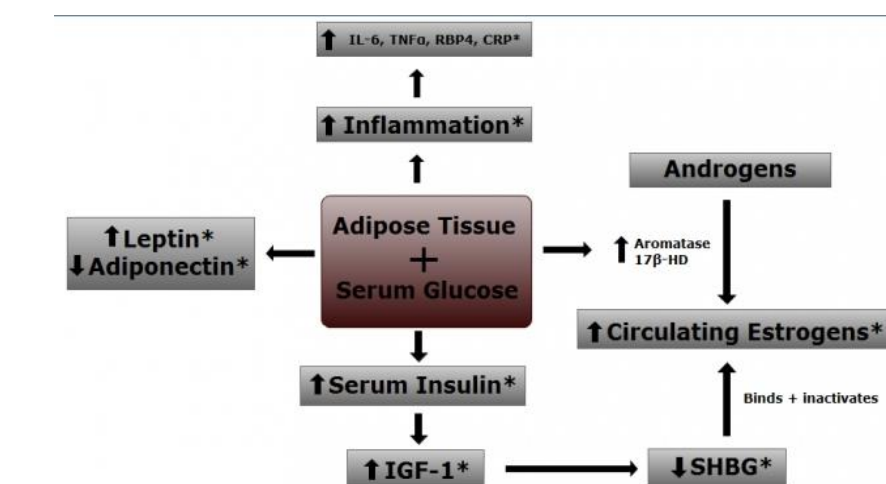 ↑ IL-6, TNFα, RBP4, CRP*
↑ Inflammation*
Androgens
Adipose Tissue
+
Serum Glucose
↑ Leptin*
↓ Adiponectin*
↑ Aromatase
17β-HD
↑ Circulating Estrogens*
↑ Serum Insulin*
Binds + inactivates
↑ IGF-1*
↓ SHBG*